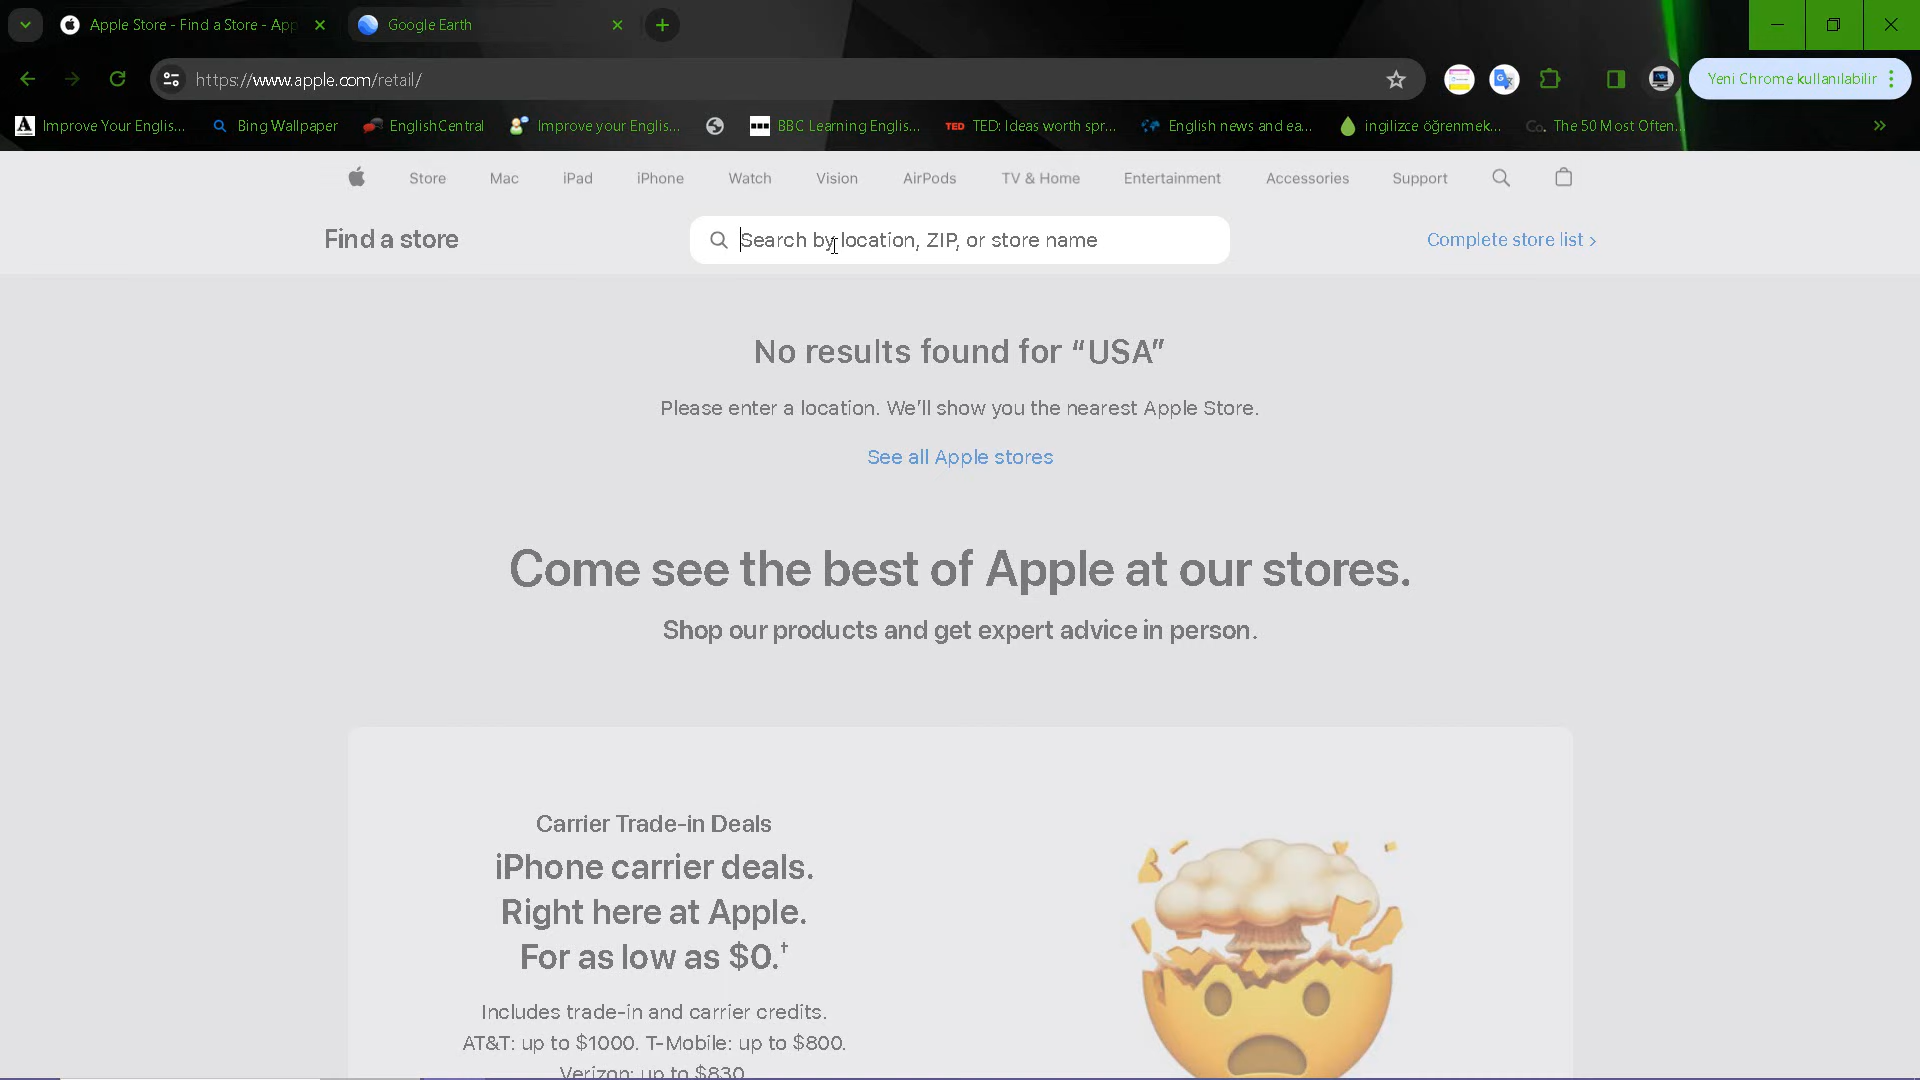 Apple Store - Find a Store - App
Google Earth
https://www.apple.com/retail/
Yeni Chrome kullanılabilir
Improve Your Englis...
Bing Wallpaper
EnglishCentral
Improve your Englis...
BBC Learning Englis...
TED
TED: Ideas worth spr...
English news and ea...
ingilizce öğrenmek...
Co.
The 50 Most Often...
Store
Mac
iPad
iPhone
Watch
Vision
AirPods
TV & Home
Entertainment
Accessories
Support
Find a store
Search by location, ZIP, or store name
Complete store list >
No results found for “USA”
Please enter a location. We’ll show you the nearest Apple Store.
See all Apple stores
Come see the best of Apple at our stores.
Shop our products and get expert advice in person.
Carrier Trade-in Deals
iPhone carrier deals.
Right here at Apple.
For as low as $0.†
Includes trade-in and carrier credits.
AT&T: up to $1000. T-Mobile: up to $800.
Verizon: up to $830